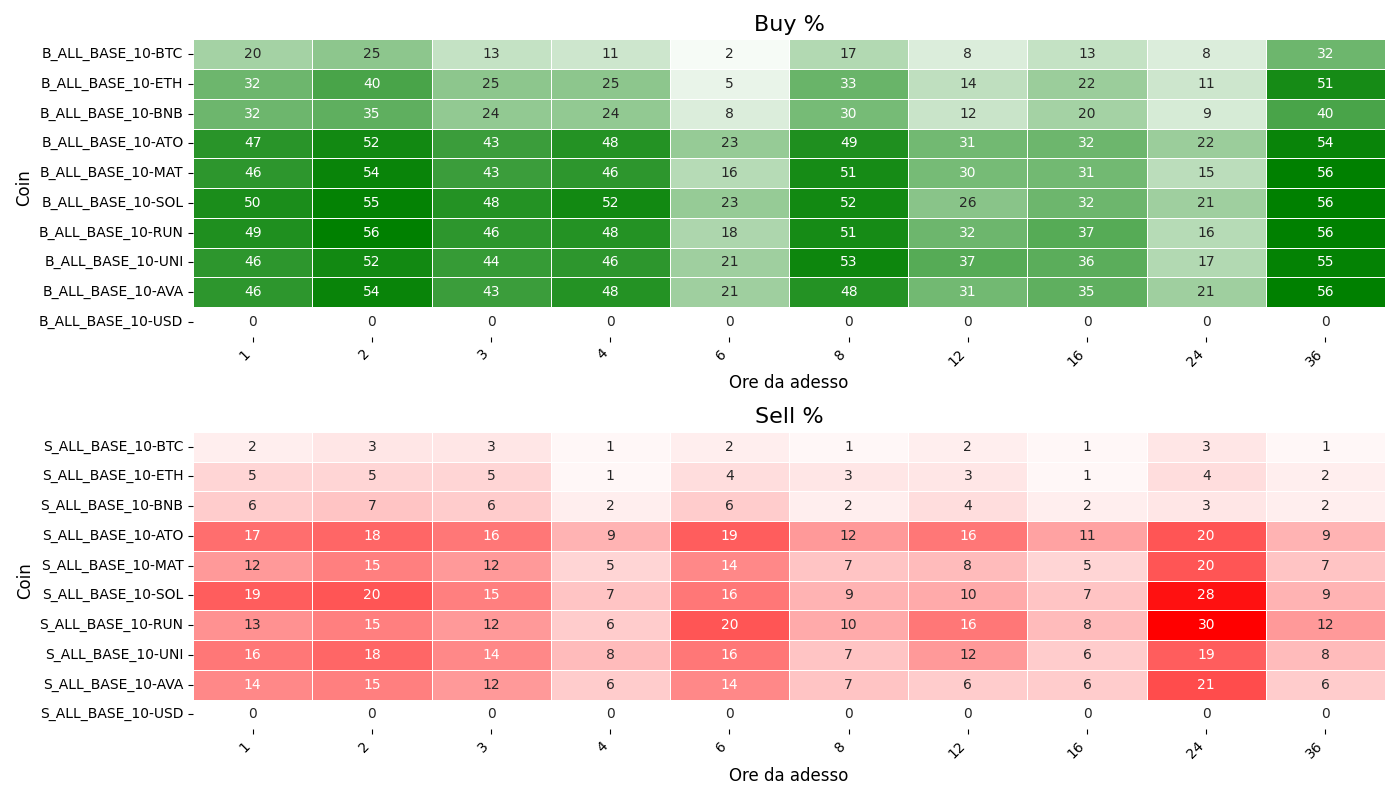 Buy %
Coin
B_ALL_BASE_10-BTC 20 25 13 11 2 17 8 13 8 32
B_ALL_BASE_10-ETH 32 40 25 25 5 33 14 22 11 51
B_ALL_BASE_10-BNB 32 35 24 24 8 30 12 20 9 40
B_ALL_BASE_10-ATO 47 52 43 48 23 49 31 32 22 54
B_ALL_BASE_10-MAT 46 54 43 46 16 51 30 31 15 56
B_ALL_BASE_10-SOL 50 55 48 52 23 52 26 32 21 56
B_ALL_BASE_10-RUN 49 56 46 48 18 51 32 37 16 56
B_ALL_BASE_10-UNI 46 52 44 46 21 53 37 36 17 55
B_ALL_BASE_10-AVA 46 54 43 48 21 48 31 35 21 56
B_ALL_BASE_10-USD 0 0 0 0 0 0 0 0 0 0
1 2 3 4 6 8 12 16 24 36
Ore da adesso
Sell %
Coin
S_ALL_BASE_10-BTC 2 3 3 1 2 1 2 1 3 1
S_ALL_BASE_10-ETH 5 5 5 1 4 3 3 1 4 2
S_ALL_BASE_10-BNB 6 7 6 2 6 2 4 2 3 2
S_ALL_BASE_10-ATO 17 18 16 9 19 12 16 11 20 9
S_ALL_BASE_10-MAT 12 15 12 5 14 7 8 5 20 7
S_ALL_BASE_10-SOL 19 20 15 7 16 9 10 7 28 9
S_ALL_BASE_10-RUN 13 15 12 6 20 10 16 8 30 12
S_ALL_BASE_10-UNI 16 18 14 8 16 7 12 6 19 8
S_ALL_BASE_10-AVA 14 15 12 6 14 7 6 6 21 6
S_ALL_BASE_10-USD 0 0 0 0 0 0 0 0 0 0
1 2 3 4 6 8 12 16 24 36
Ore da adesso